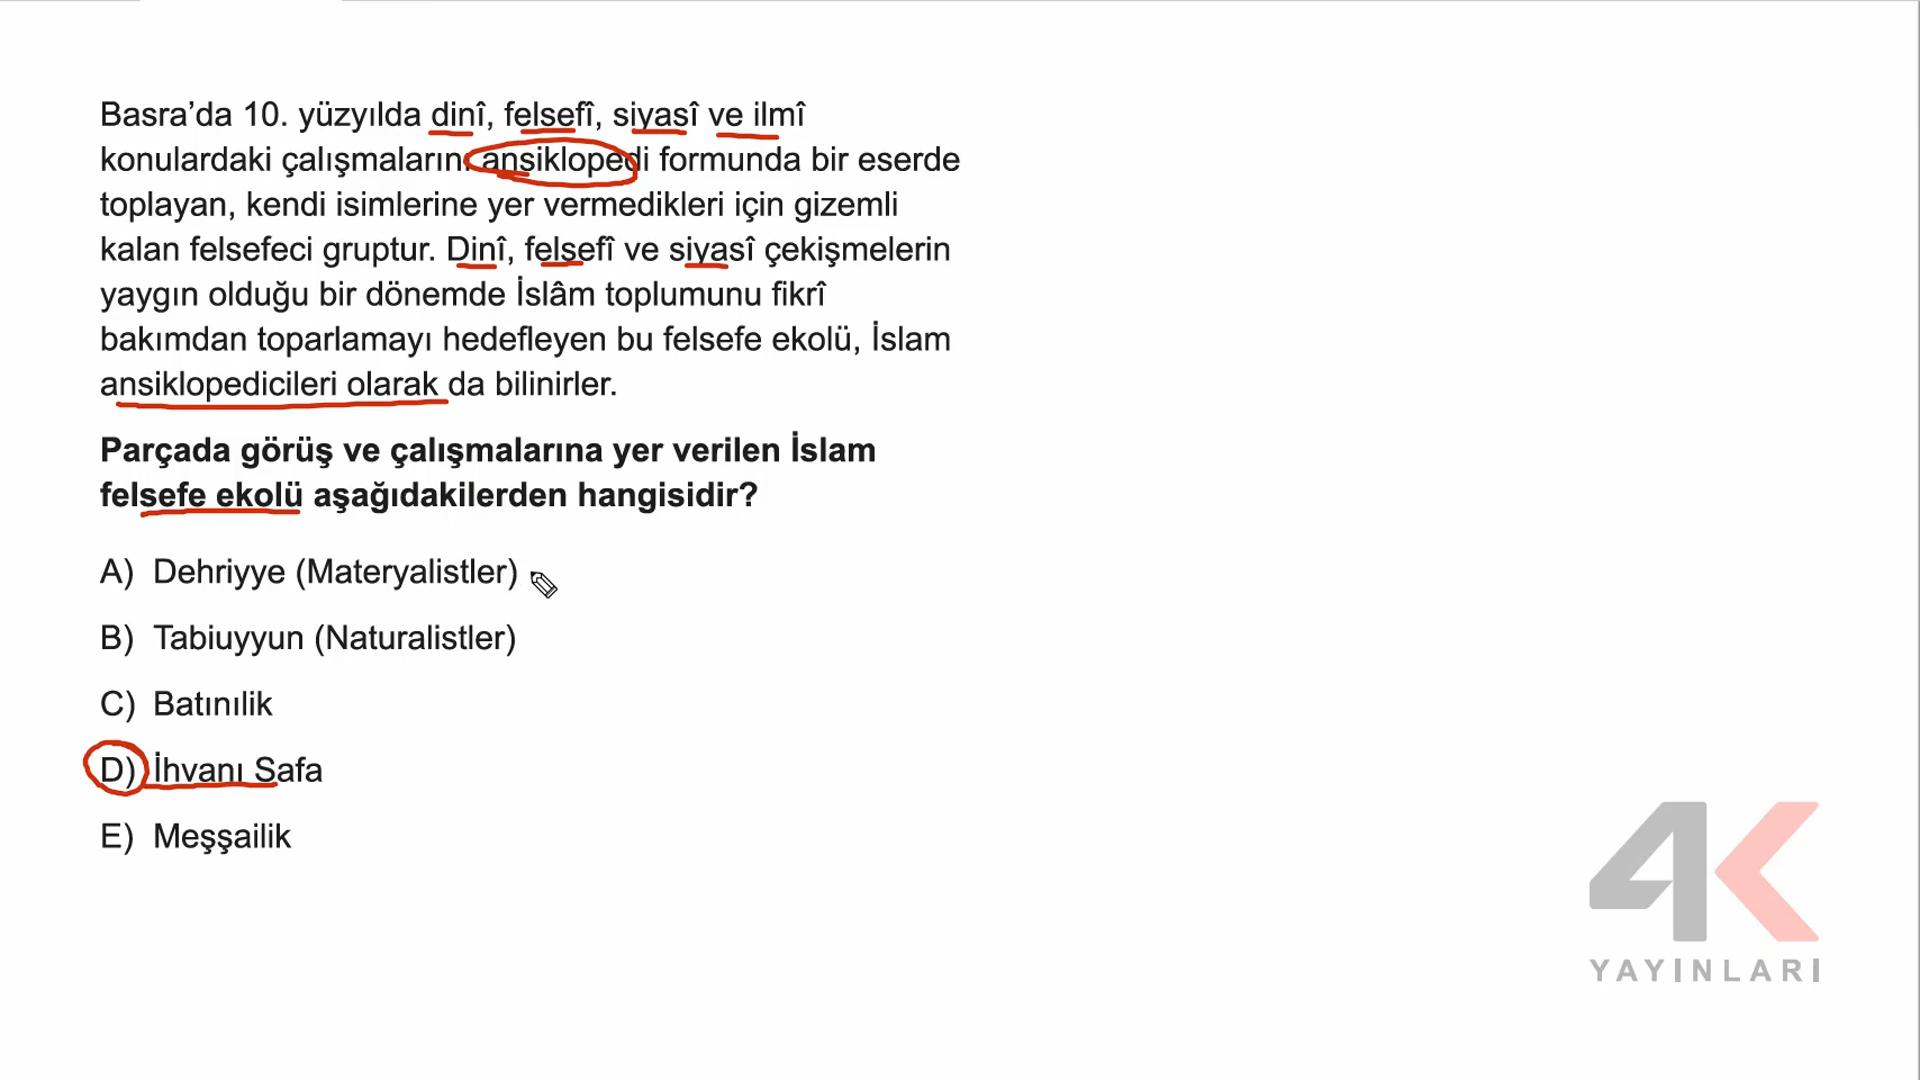 Basra’da 10. yüzyılda dinî, felsefî, siyasî ve ilmî
konulardaki çalışmaların ansiklopedi formunda bir eserde
toplayan, kendi isimlerine yer vermedikleri için gizemli
kalan felsefeci gruptur. Dinî, felsefî ve siyasî çekişmelerin
yaygın olduğu bir dönemde İslâm toplumunu fikrî
bakımdan toparlamayı hedefleyen bu felsefe ekolü, İslam
ansiklopedicileri olarak da bilinirler.
Parçada görüş ve çalışmalarına yer verilen İslam
felsefe ekolü aşağıdakilerden hangisidir?
A) Dehriyye (Materyalistler)
B) Tabiuyyun (Naturalistler)
C) Batınılik
D) İhvanı Safa
E) Meşşailik
4K
YAYINLARI